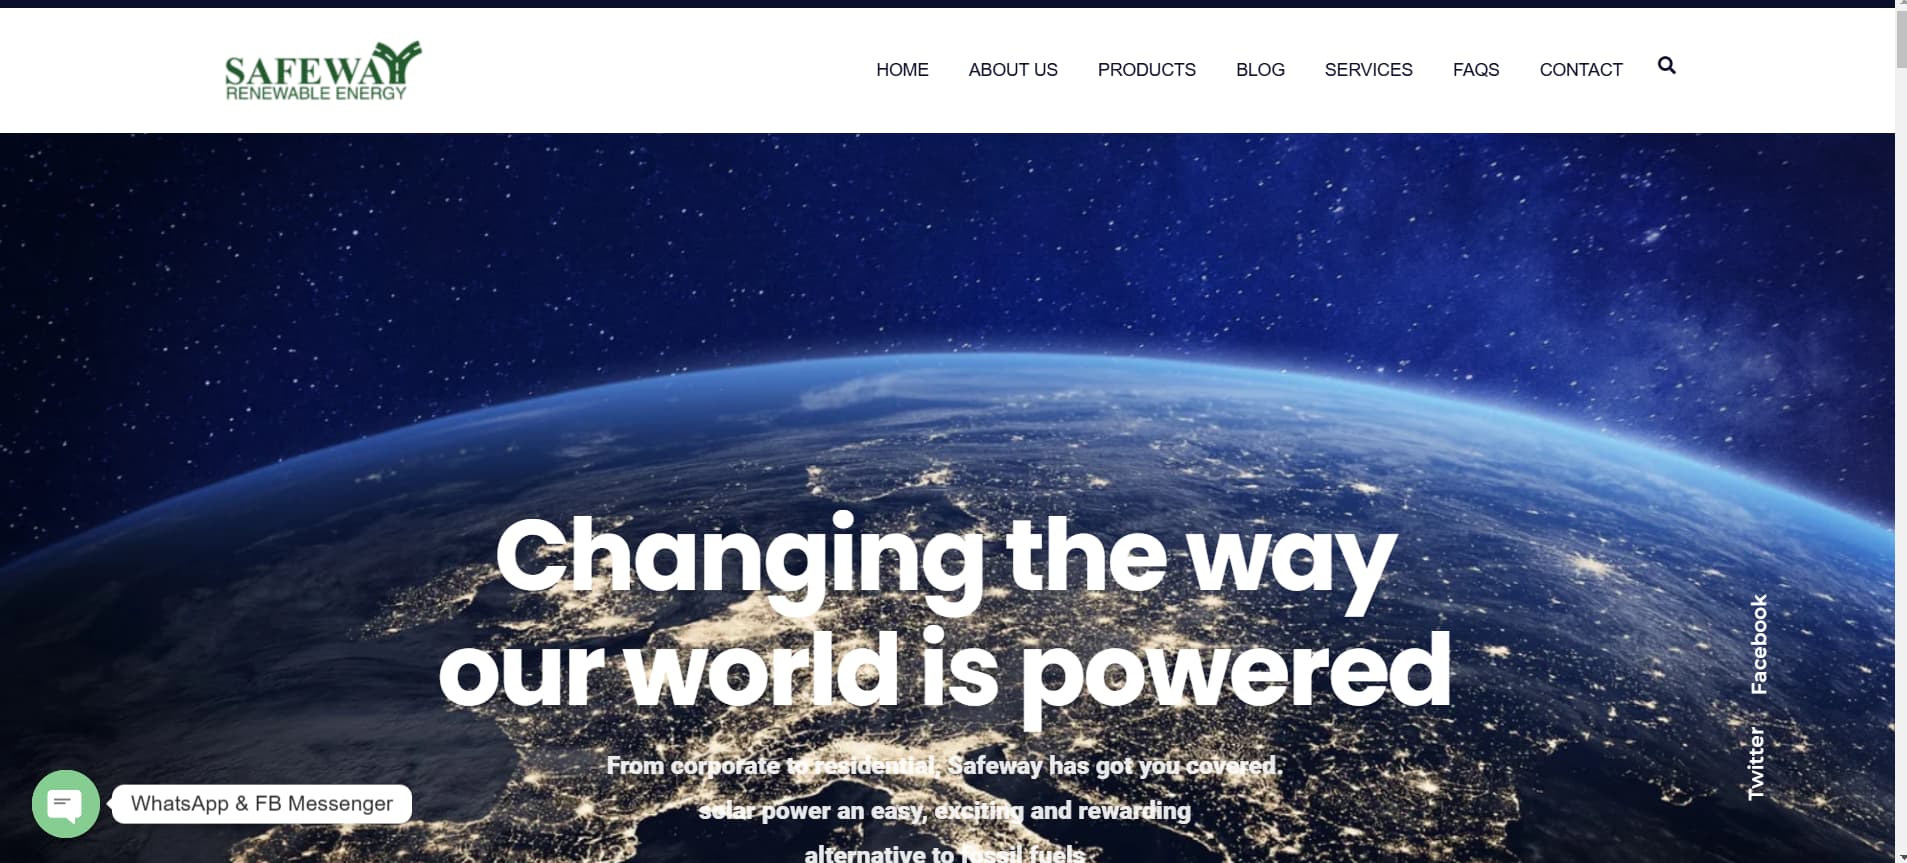 SAFEWAY
RENEWABLE ENERGY
HOME ABOUT US PRODUCTS BLOG SERVICES FAQS CONTACT
Changing the way
our world is powered
From corporate to residential, Safeway has got you covered.
solar power an easy, exciting and rewarding
alternative to fossil fuels
Facebook
Twitter
WhatsApp & FB Messenger